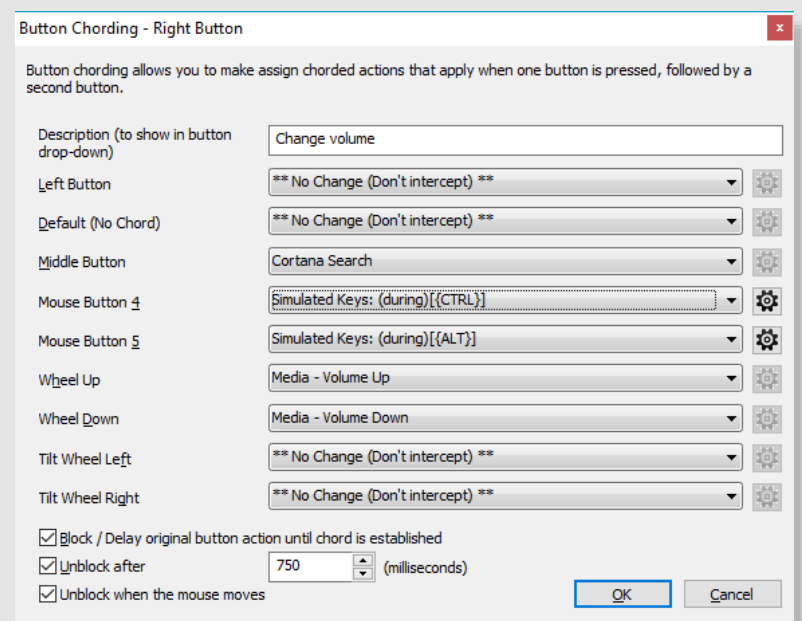 Button Chording - Right Button
x
Button chording allows you to make assign chorded actions that apply when one button is pressed, followed by a
second button.
Description (to show in button
drop-down)
Change volume
Left Button
** No Change (Don't intercept) **
Default (No Chord)
** No Change (Don't intercept) **
Middle Button
Cortana Search
Mouse Button 4
Simulated Keys: (during)[{CTRL}]
Mouse Button 5
Simulated Keys: (during)[{ALT}]
Wheel Up
Media - Volume Up
Wheel Down
Media - Volume Down
Tilt Wheel Left
** No Change (Don't intercept) **
Tilt Wheel Right
** No Change (Don't intercept) **
Block / Delay original button action until chord is established
Unblock after
750
(milliseconds)
Unblock when the mouse moves
OK
Cancel